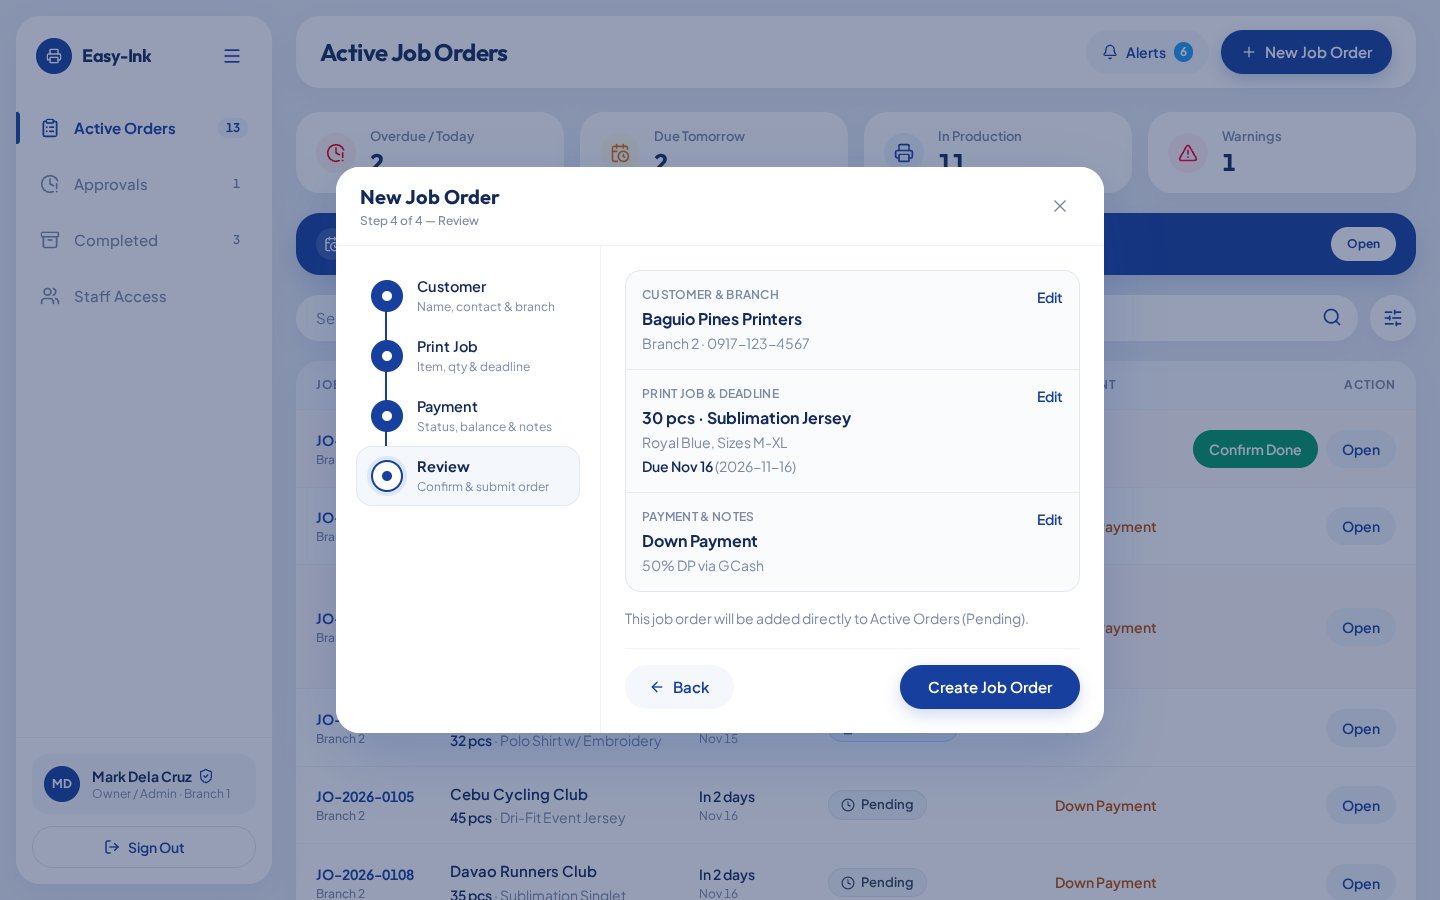 Easy-Ink
Active Orders 13
Approvals 1
Completed 3
Staff Access
MD
Mark Dela Cruz
Owner / Admin · Branch 1
Sign Out
Active Job Orders
Alerts 6
New Job Order
Overdue / Today
2
Due Tomorrow
2
In Production
11
Warnings
1
Open
New Job Order
Step 4 of 4 — Review
Customer
Name, contact & branch
Print Job
Item, qty & deadline
Payment
Status, balance & notes
Review
Confirm & submit order
CUSTOMER & BRANCH
Edit
Baguio Pines Printers
Branch 2 · 0917-123-4567
PRINT JOB & DEADLINE
Edit
30 pcs · Sublimation Jersey
Royal Blue, Sizes M-XL
Due Nov 16 (2026-11-16)
PAYMENT & NOTES
Edit
Down Payment
50% DP via GCash
This job order will be added directly to Active Orders (Pending).
Back
Create Job Order
ACTION
Confirm Done
Open
Payment
Open
Payment
Open
Branch 2
32 pcs · Polo Shirt w/ Embroidery
Nov 15
Open
JO-2026-0105
Branch 2
Cebu Cycling Club
45 pcs · Dri-Fit Event Jersey
In 2 days
Nov 16
Pending
Down Payment
Open
JO-2026-0108
Branch 2
Davao Runners Club
35 pcs · Sublimation Singlet
In 2 days
Nov 16
Pending
Down Payment
Open